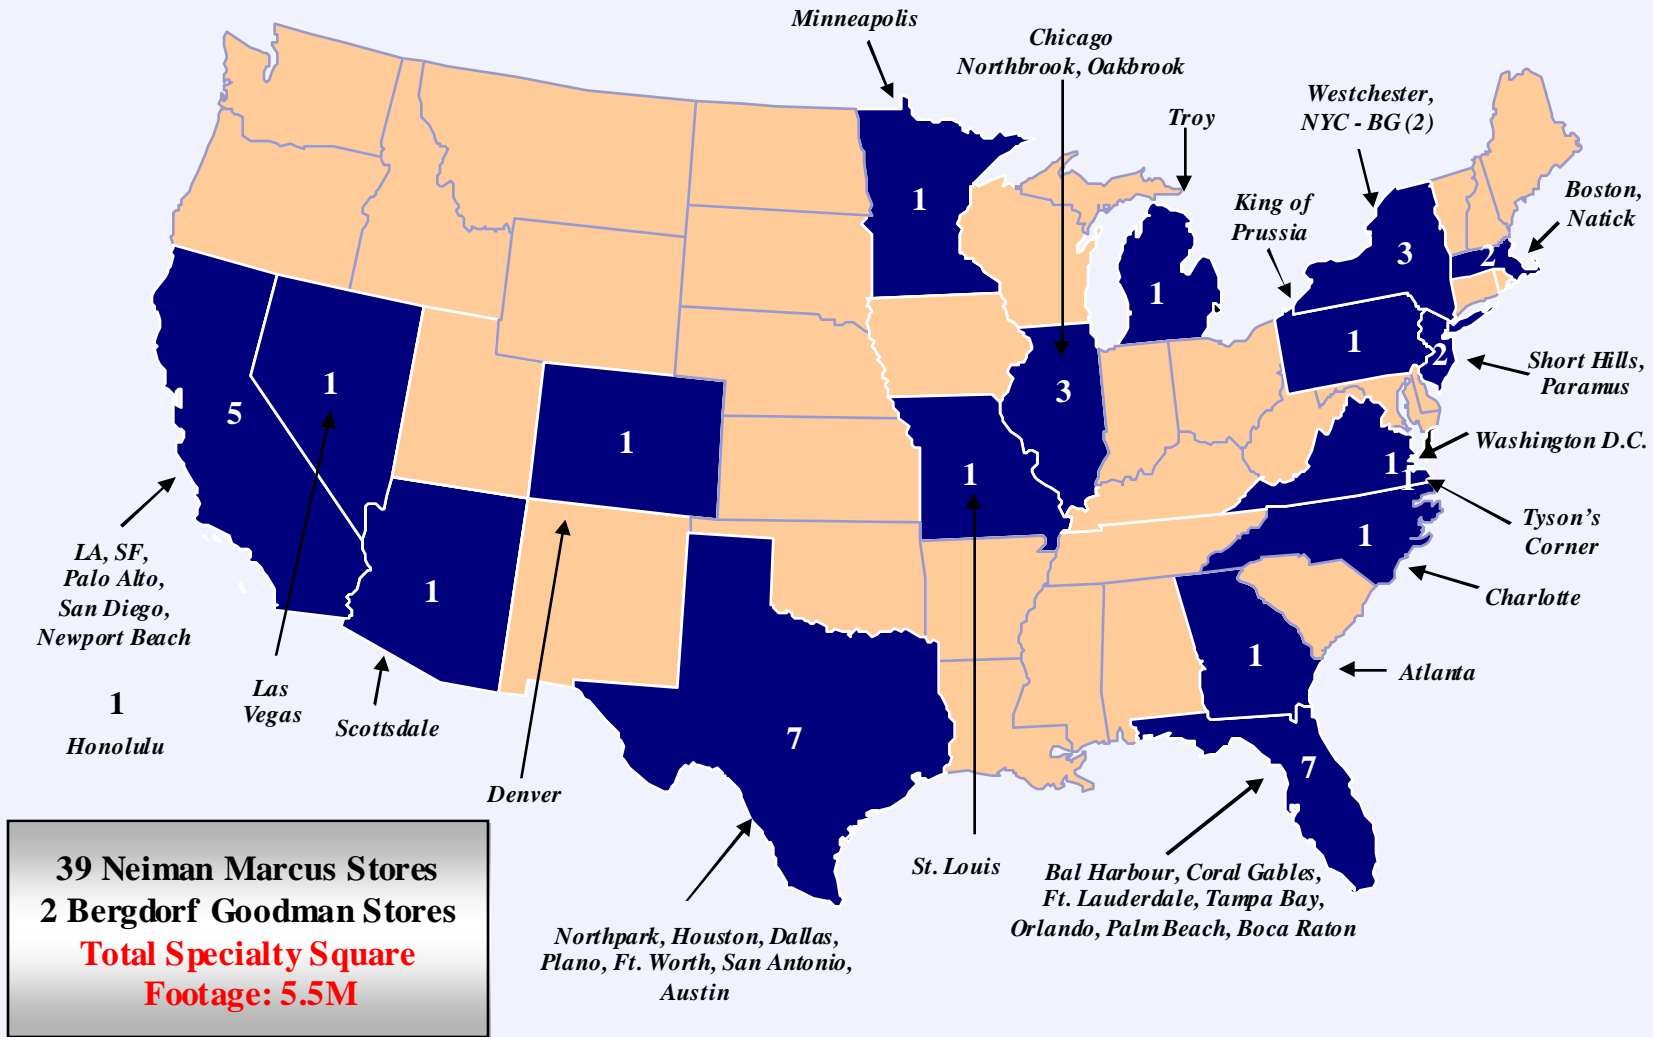 Minneapolis
Chicago
Northbrook, Oakbrook
Troy
Westchester,
NYC - BG (2)
King of
Prussia
Boston,
Natick
1
3
2
1
1
2
Short Hills,
Paramus
1
5
3
1
1
1
1
Washington D.C.
Tyson's
Corner
1
1
Charlotte
LA, SF,
Palo Alto,
San Diego,
Newport Beach
1
Atlanta
1
Honolulu
Las
Vegas
Scottsdale
7
7
Denver
St. Louis
Bal Harbour, Coral Gables,
Ft. Lauderdale, Tampa Bay,
Orlando, Palm Beach, Boca Raton
Northpark, Houston, Dallas,
Plano, Ft. Worth, San Antonio,
Austin
39 Neiman Marcus Stores
2 Bergdorf Goodman Stores
Total Specialty Square
Footage: 5.5M